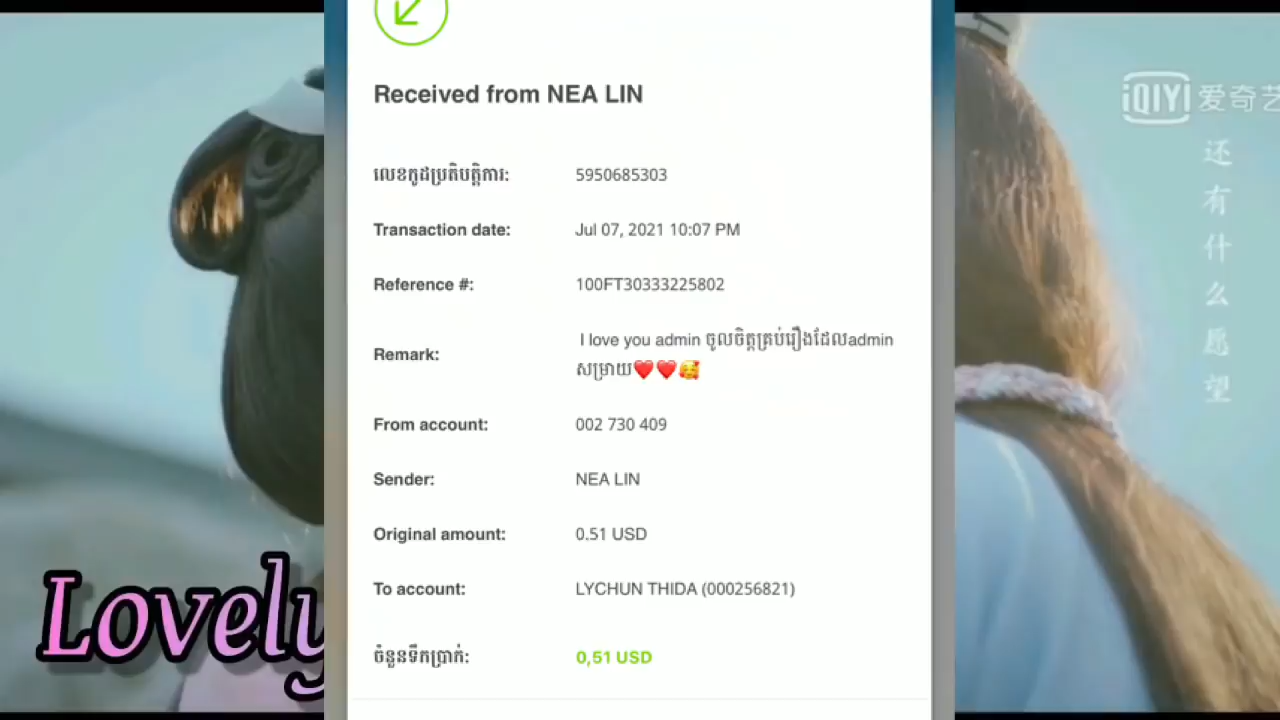 Received from NEA LIN
លេខកូដប្រតិបត្តិការ: 5950685303
Transaction date: Jul 07, 2021 10:07 PM
Reference #: 100FT30333225802
Remark: I love you admin ចូលចិត្តគ្រប់រឿងដែលadmin
សម្រាយ❤️❤️🥰
From account: 002 730 409
Sender: NEA LIN
Original amount: 0.51 USD
To account: LYCHUN THIDA (000256821)
ចំនួនទឹកប្រាក់: 0,51 USD
Lovely
iQIYI 爱奇艺
还有什么愿望